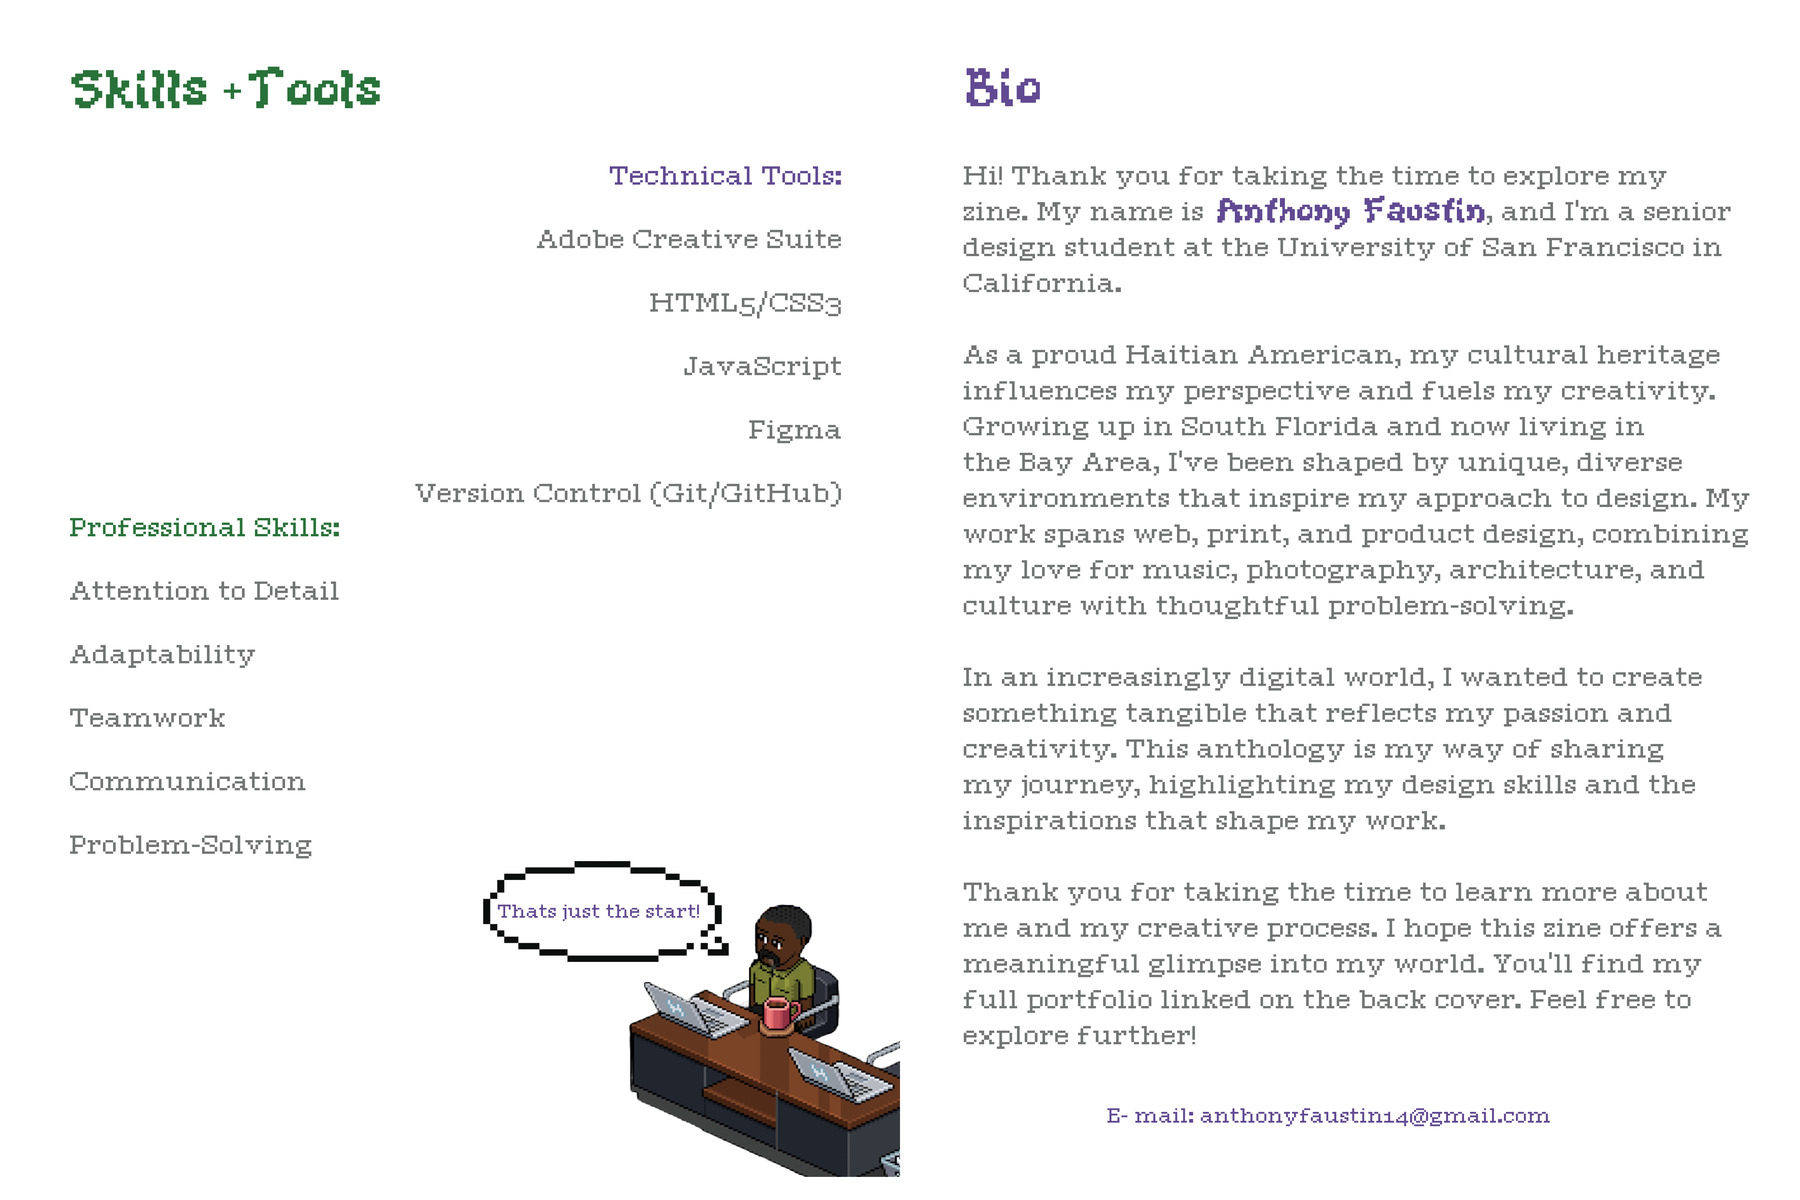 Skills + Tools
Technical Tools:
Adobe Creative Suite
HTML5/CSS3
JavaScript
Figma
Version Control (Git/GitHub)
Professional Skills:
Attention to Detail
Adaptability
Teamwork
Communication
Problem-Solving
Thats just the start!
Bio
Hi! Thank you for taking the time to explore my
zine. My name is Anthony Faustin, and I'm a senior
design student at the University of San Francisco in
California.
As a proud Haitian American, my cultural heritage
influences my perspective and fuels my creativity.
Growing up in South Florida and now living in
the Bay Area, I've been shaped by unique, diverse
environments that inspire my approach to design. My
work spans web, print, and product design, combining
my love for music, photography, architecture, and
culture with thoughtful problem-solving.
In an increasingly digital world, I wanted to create
something tangible that reflects my passion and
creativity. This anthology is my way of sharing
my journey, highlighting my design skills and the
inspirations that shape my work.
Thank you for taking the time to learn more about
me and my creative process. I hope this zine offers a
meaningful glimpse into my world. You'll find my
full portfolio linked on the back cover. Feel free to
explore further!
E- mail: anthonyfaustin14@gmail.com